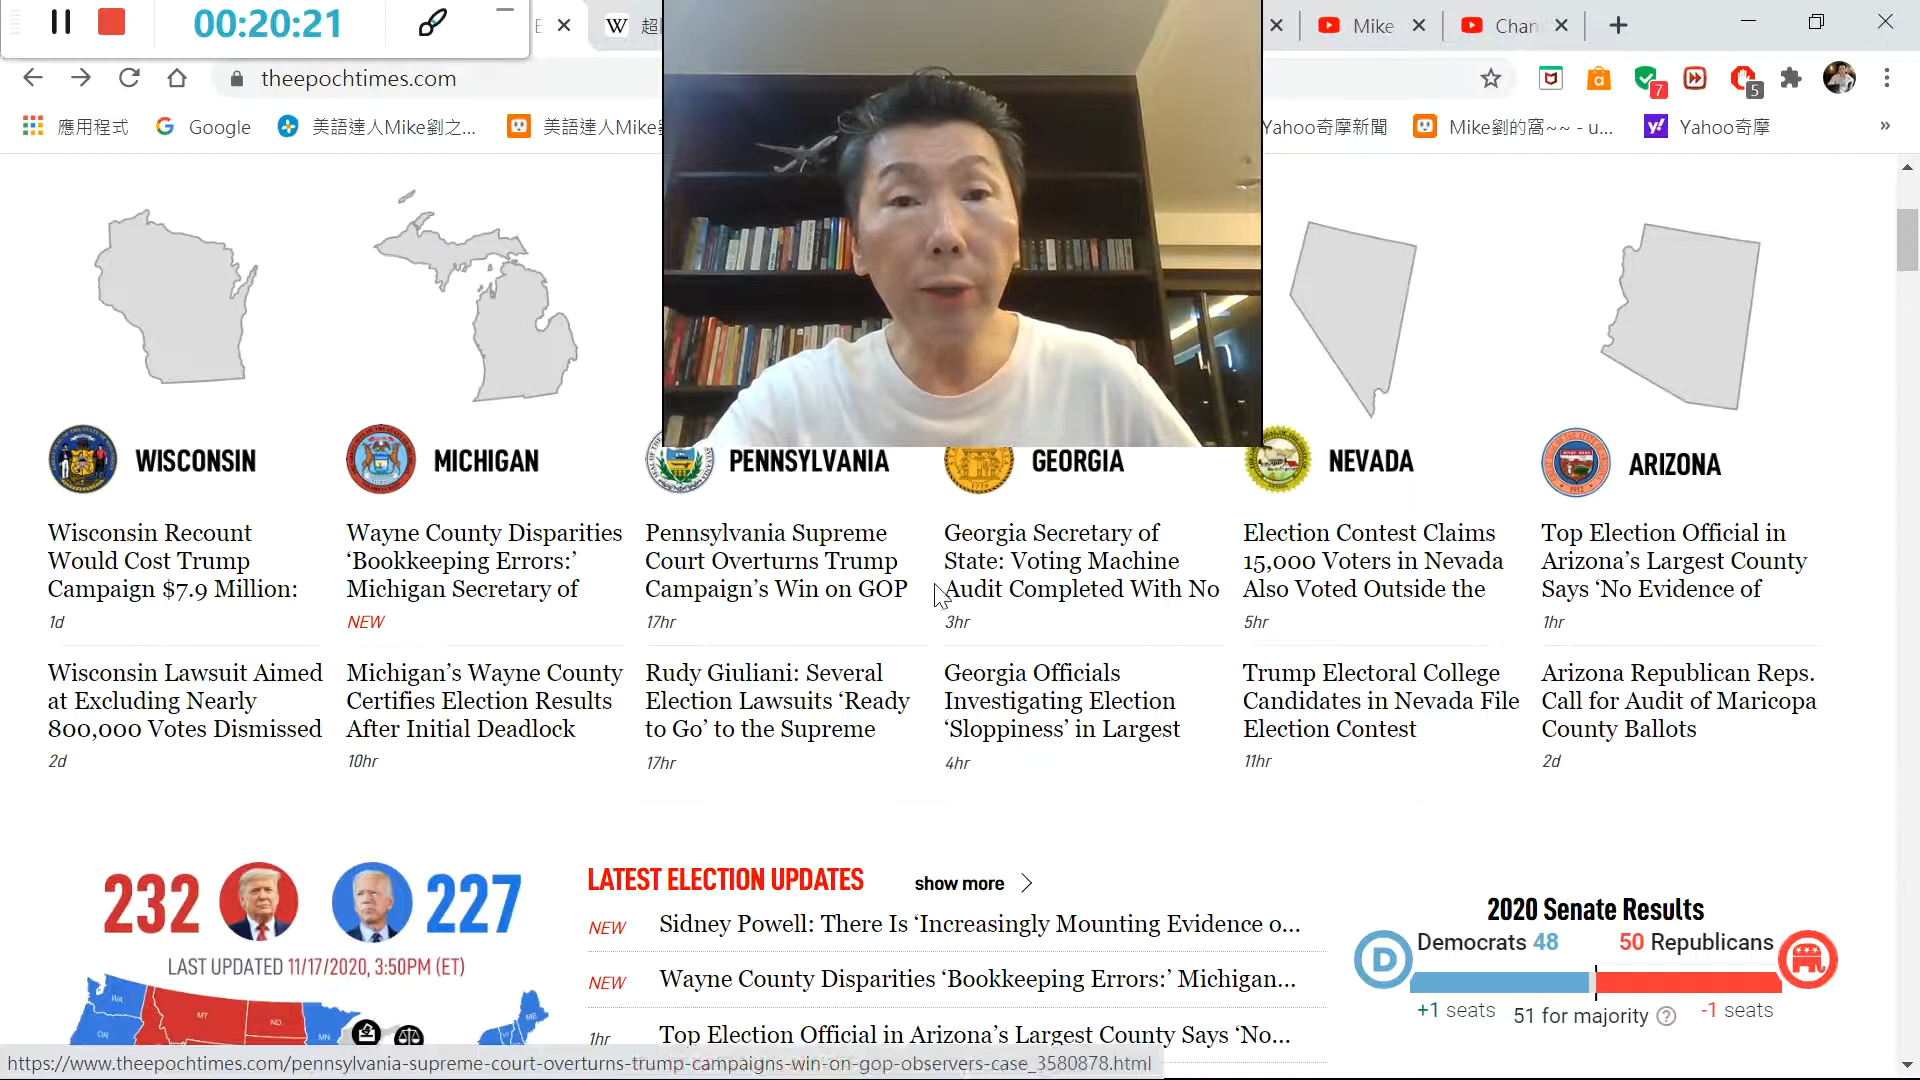 00:20:21
E
W 超
Mike
Chan
theepochtimes.com
7
5
應用程式
Google
美語達人Mike劉之...
美語達人Mike
Yahoo奇摩新聞
Mike劉的窩~~ - u...
Yahoo奇摩
»
WISCONSIN
Wisconsin Recount
Would Cost Trump
Campaign $7.9 Million:
1d
Wisconsin Lawsuit Aimed
at Excluding Nearly
800,000 Votes Dismissed
2d
MICHIGAN
Wayne County Disparities
‘Bookkeeping Errors:’
Michigan Secretary of
NEW
Michigan’s Wayne County
Certifies Election Results
After Initial Deadlock
10hr
PENNSYLVANIA
Pennsylvania Supreme
Court Overturns Trump
Campaign’s Win on GOP
17hr
Rudy Giuliani: Several
Election Lawsuits ‘Ready
to Go’ to the Supreme
17hr
GEORGIA
Georgia Secretary of
State: Voting Machine
Audit Completed With No
3hr
Georgia Officials
Investigating Election
‘Sloppiness’ in Largest
4hr
NEVADA
Election Contest Claims
15,000 Voters in Nevada
Also Voted Outside the
5hr
Trump Electoral College
Candidates in Nevada File
Election Contest
11hr
ARIZONA
Top Election Official in
Arizona’s Largest County
Says ‘No Evidence of
1hr
Arizona Republican Reps.
Call for Audit of Maricopa
County Ballots
2d
232
227
LAST UPDATED 11/17/2020, 3:50PM (ET)
WA
OR
MT
ND
MN
ME
LATEST ELECTION UPDATES
show more
NEW Sidney Powell: There Is ‘Increasingly Mounting Evidence o...
NEW Wayne County Disparities ‘Bookkeeping Errors:’ Michigan...
1hr Top Election Official in Arizona’s Largest County Says ‘No...
2020 Senate Results
D
Democrats 48
50 Republicans
+1 seats
51 for majority ?
-1 seats
https://www.theepochtimes.com/pennsylvania-supreme-court-overturns-trump-campaigns-win-on-gop-observers-case_3580878.html